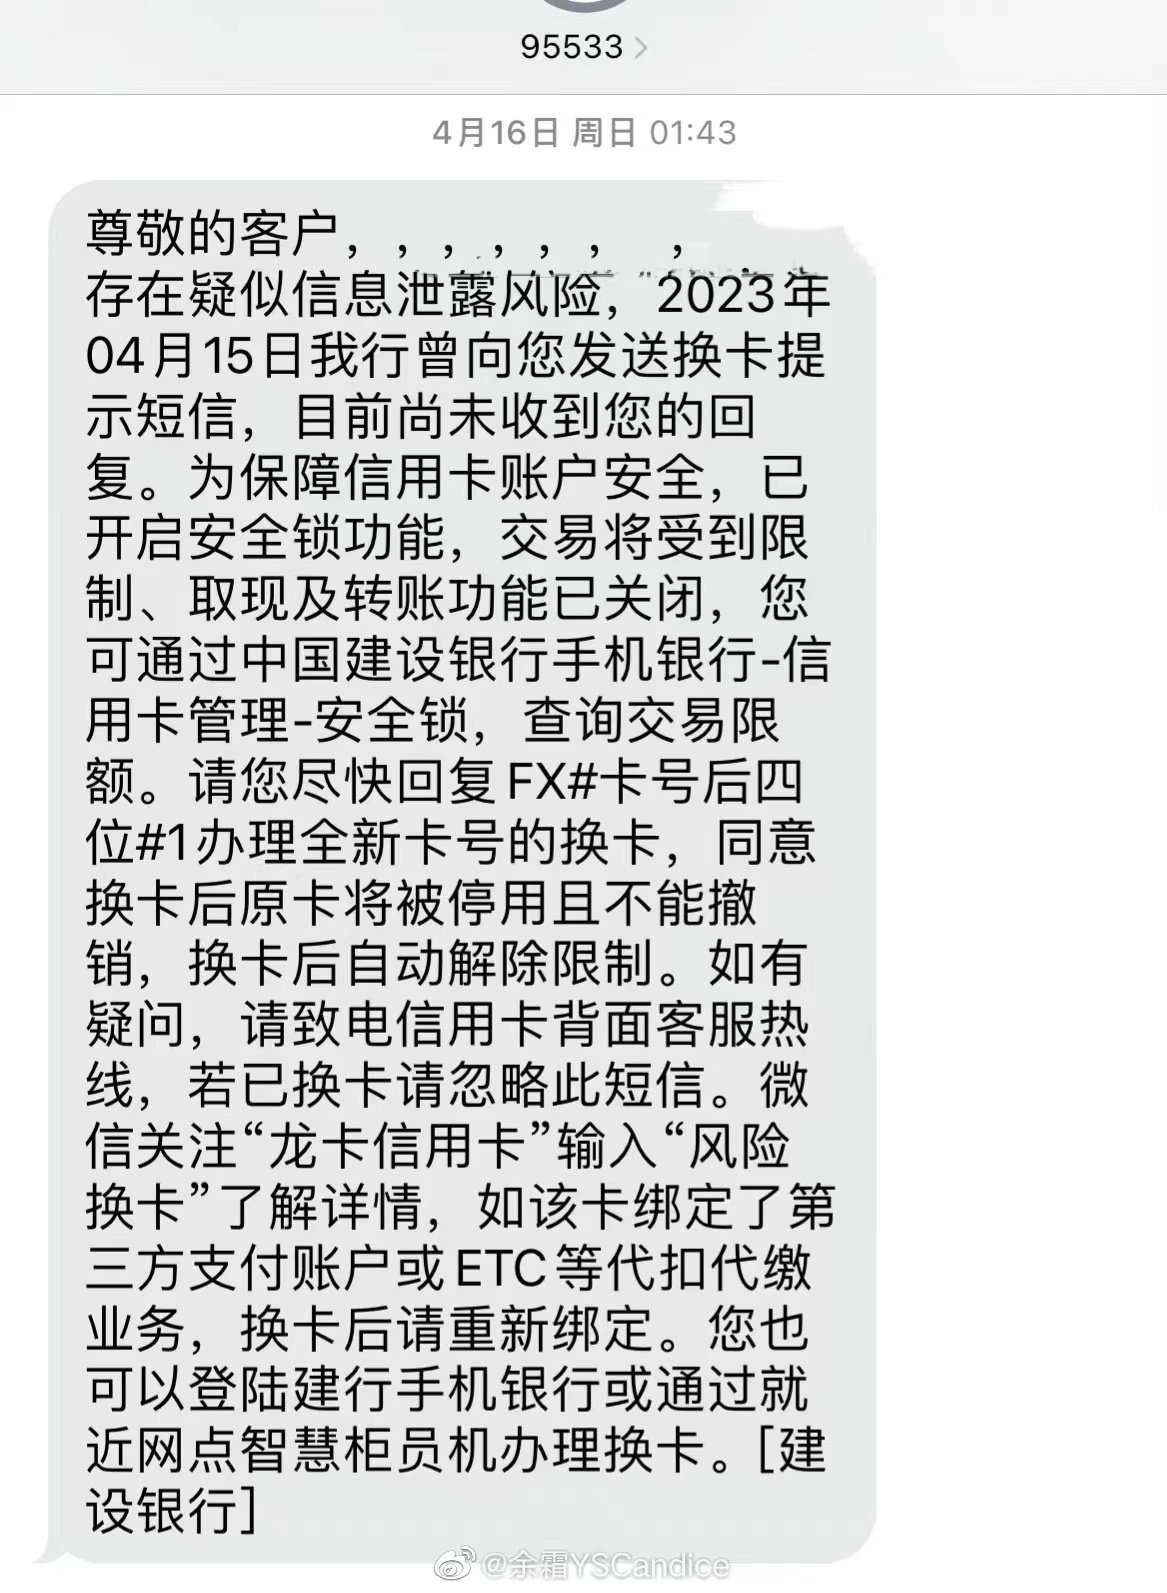 95533
4月16日 周日 01:43
尊敬的客户，，，，，， ，
存在疑似信息泄露风险，2023年
04月15日我行曾向您发送换卡提
示短信，目前尚未收到您的回
复。为保障信用卡账户安全，已
开启安全锁功能，交易将受到限
制、取现及转账功能已关闭，您
可通过中国建设银行手机银行-信
用卡管理-安全锁，查询交易限
额。请您尽快回复FX#卡号后四
位#1办理全新卡号的换卡，同意
换卡后原卡将被停用且不能撤
销，换卡后自动解除限制。如有
疑问，请致电信用卡背面客服热
线，若已换卡请忽略此短信。微
信关注“龙卡信用卡”输入“风险
换卡”了解详情，如该卡绑定了第
三方支付账户或ETC等代扣代缴
业务，换卡后请重新绑定。您也
可以登陆建行手机银行或通过就
近网点智慧柜员机办理换卡。[建
设银行]
@余霜YSCandice